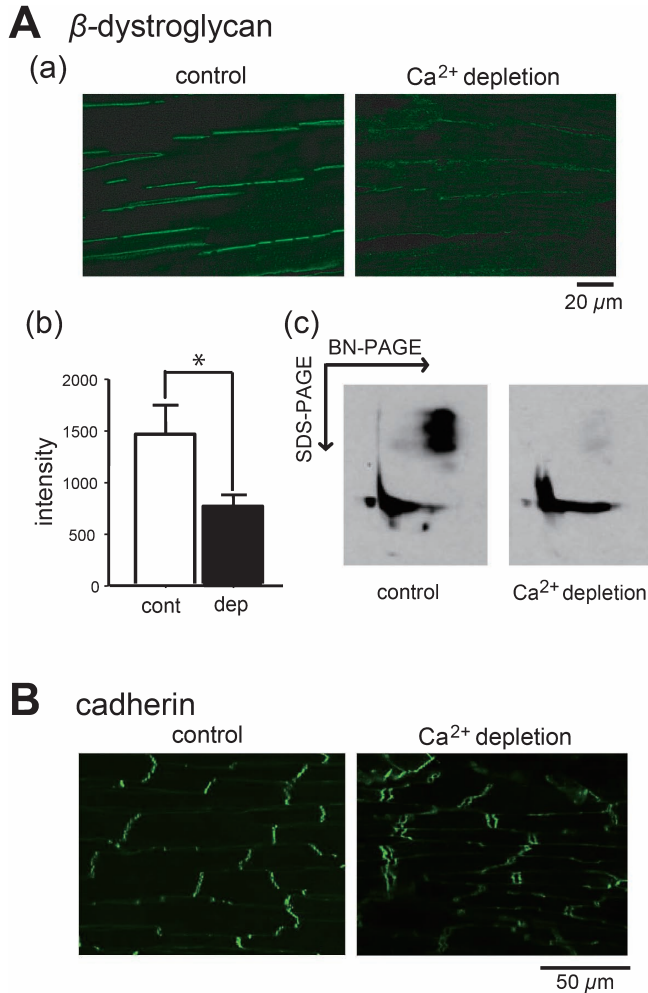 A β-dystroglycan
(a)
control
Ca2+ depletion
20 µm
(b)
*
2000
1500
1000
500
0
intensity
cont
dep
(c)
BN-PAGE
SDS-PAGE
control
Ca2+ depletion
B cadherin
control
Ca2+ depletion
50 µm